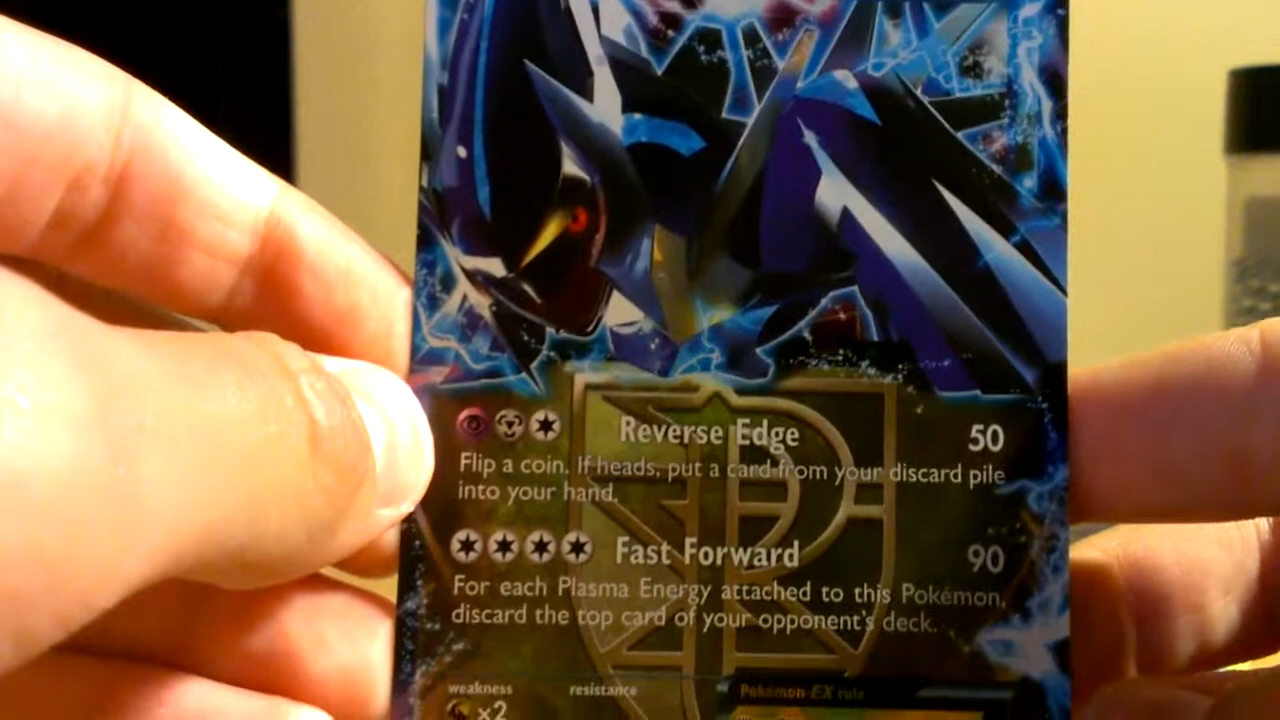 Reverse Edge 50
Flip a coin. If heads, put a card from your discard pile
into your hand.
Fast Forward 90
For each Plasma Energy attached to this Pokémon,
discard the top card of your opponent's deck.
weakness resistance
×2
Pokémon-EX rule